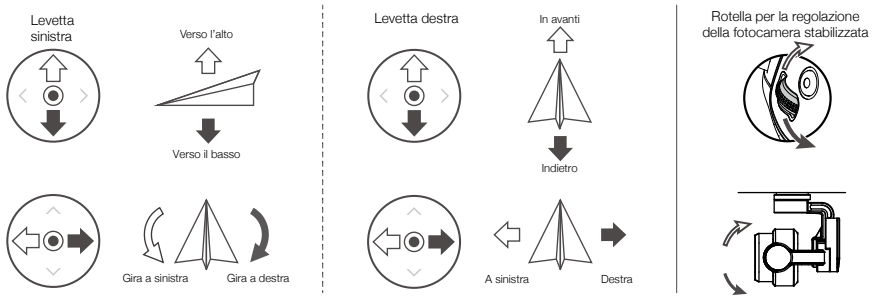 Levetta
sinistra
Verso l'alto
Verso il basso
Gira a sinistra
Gira a destra
Levetta destra
In avanti
Indietro
A sinistra
Destra
Rotella per la regolazione
della fotocamera stabilizzata